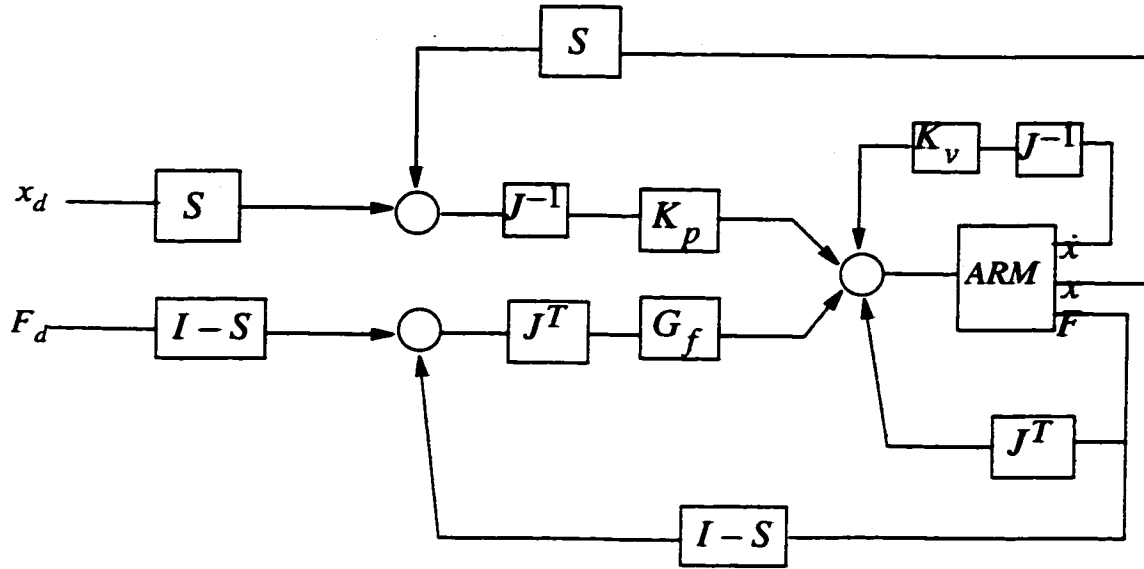 S
K_v
J^{-1}
x_d
S
J^{-1}
K_p
ẋ
ARM
x
F
F_d
I – S
J^T
G_f
J^T
I – S